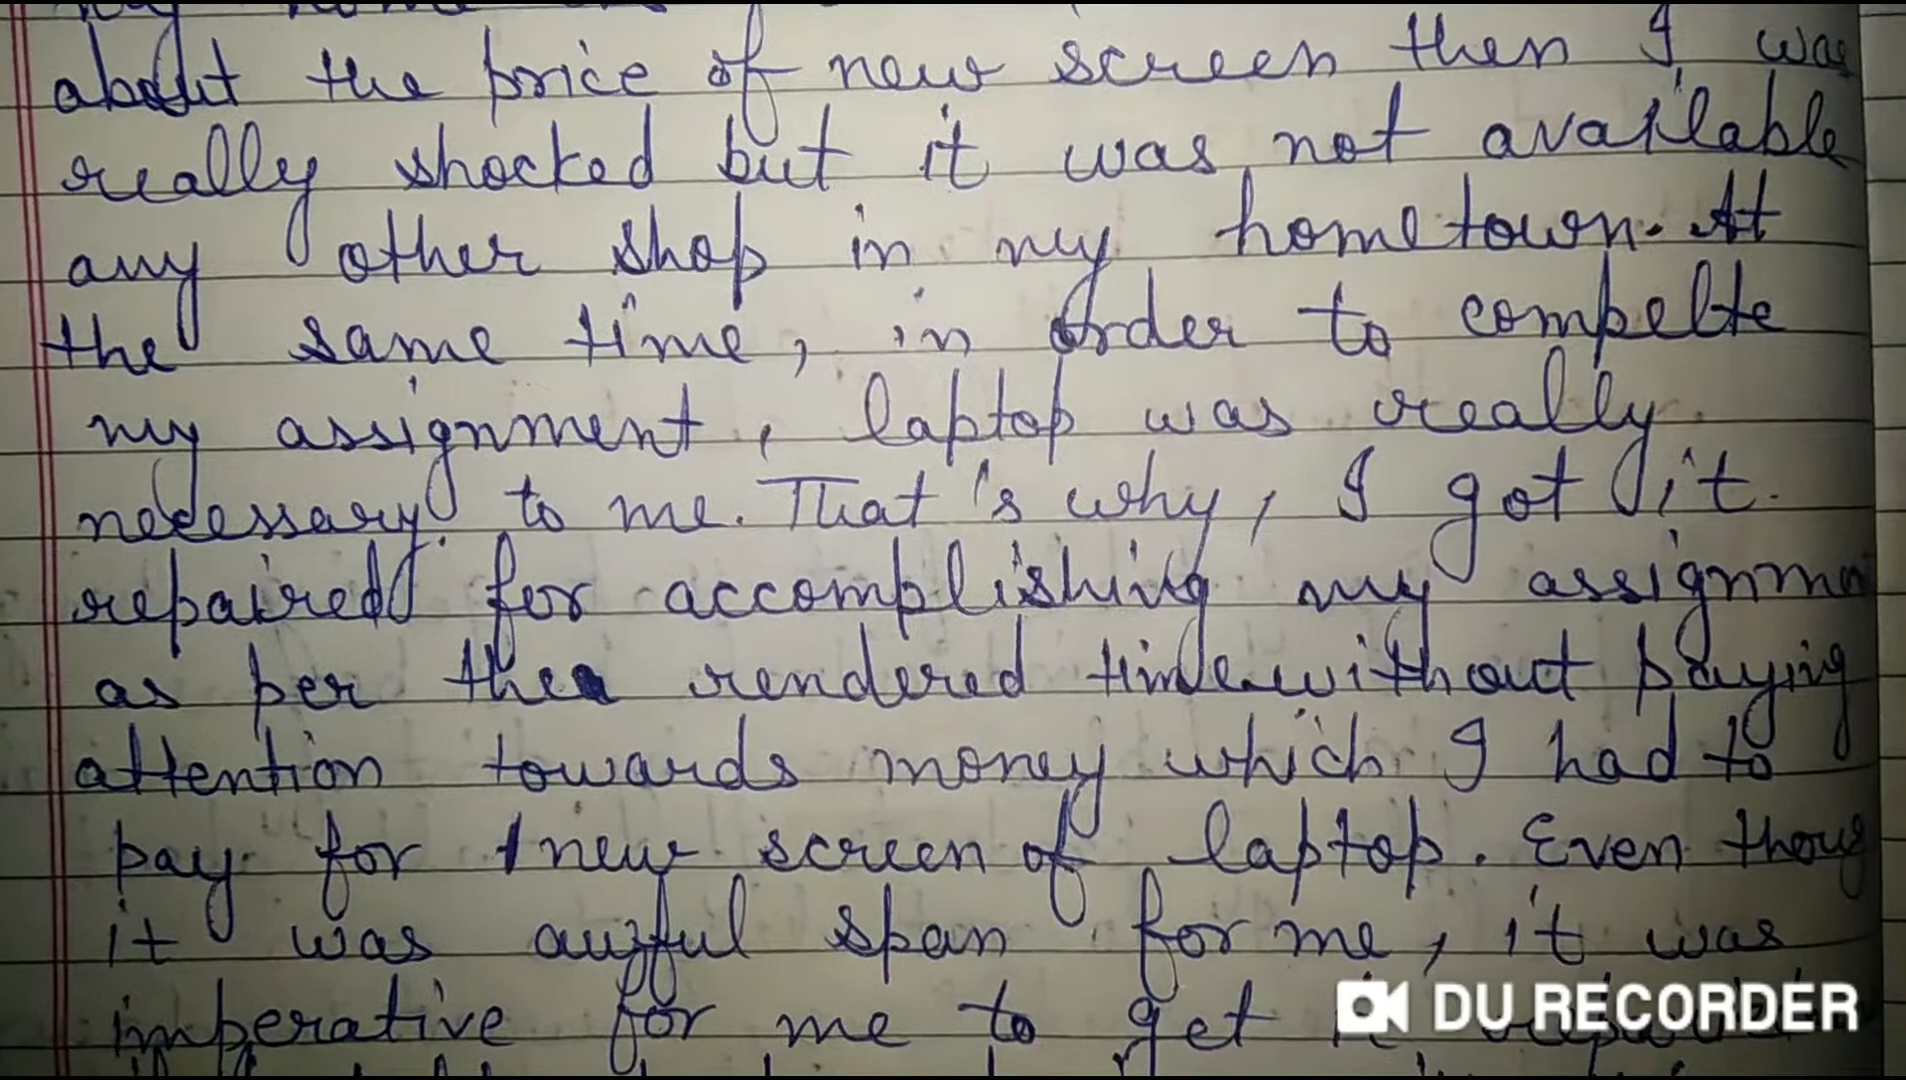 my home
about the price of new screen then I was
really shocked but it was not available
any other shop in my hometown. At
the same time, in order to compelte
my assignment, laptop was really
necessary to me. That's why, I got it
repaired for accomplishing my assignme
as per the rendered time without paying
attention towards money which I had to
pay for new screen of laptop. Even thoug
it was awful span for me, it was
imperative for me to get it
DU RECORDER